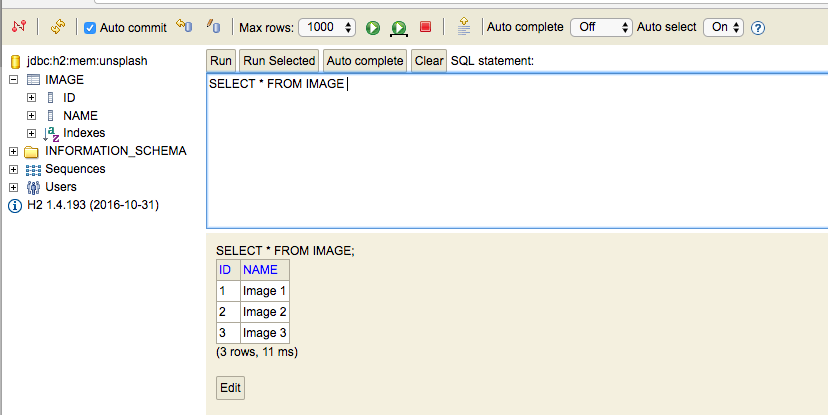 Auto commit Max rows: 1000 Auto complete Off Auto select On ?
jdbc:h2:mem:unsplash
IMAGE
ID
NAME
Indexes
INFORMATION_SCHEMA
Sequences
Users
H2 1.4.193 (2016-10-31)
Run Run Selected Auto complete Clear SQL statement:
SELECT * FROM IMAGE
SELECT * FROM IMAGE;
ID NAME
1 Image 1
2 Image 2
3 Image 3
(3 rows, 11 ms)
Edit